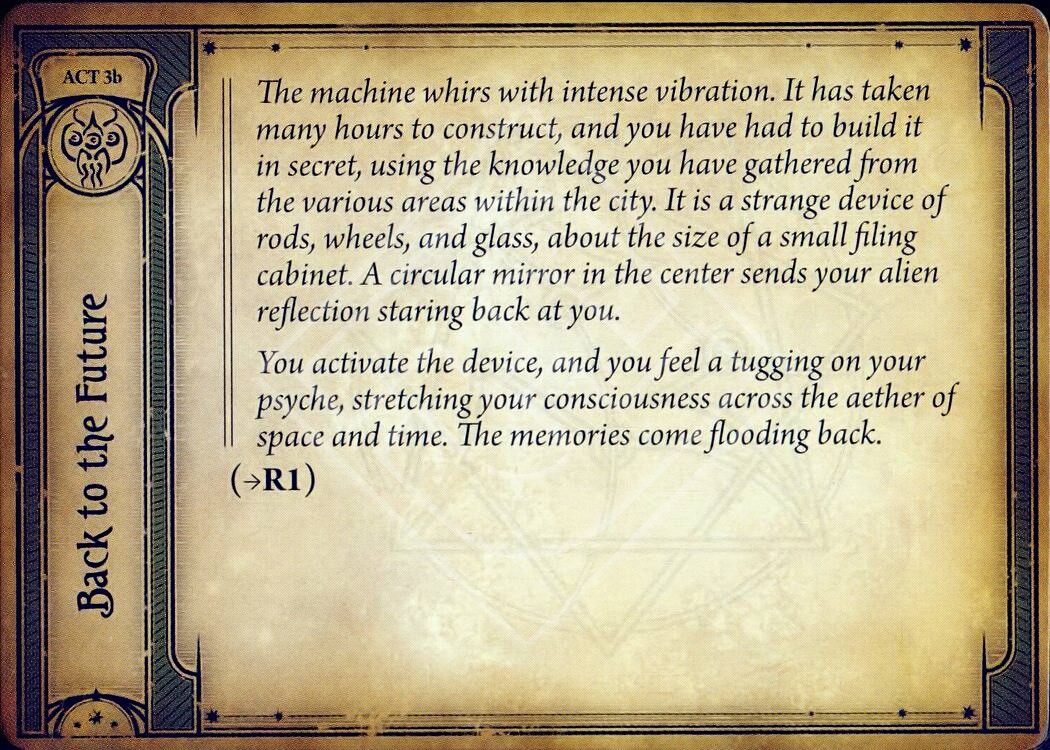 ACT 3b
Back to the Future
The machine whirs with intense vibration. It has taken
many hours to construct, and you have had to build it
in secret, using the knowledge you have gathered from
the various areas within the city. It is a strange device of
rods, wheels, and glass, about the size of a small filing
cabinet. A circular mirror in the center sends your alien
reflection staring back at you.
You activate the device, and you feel a tugging on your
psyche, stretching your consciousness across the aether of
space and time. The memories come flooding back.
(→R1)